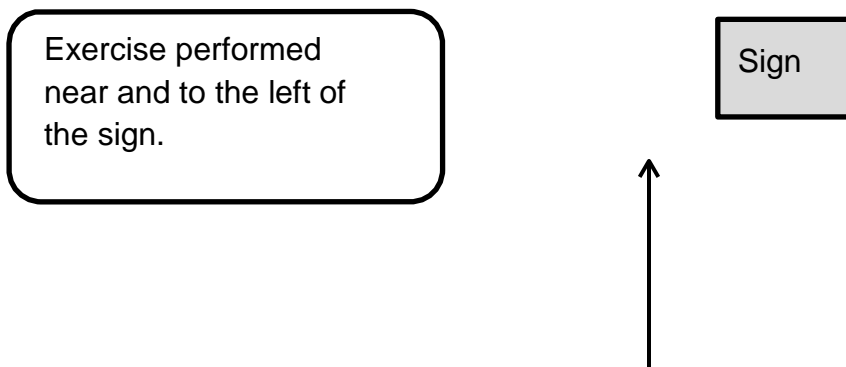 Exercise performed
near and to the left of
the sign.
Sign